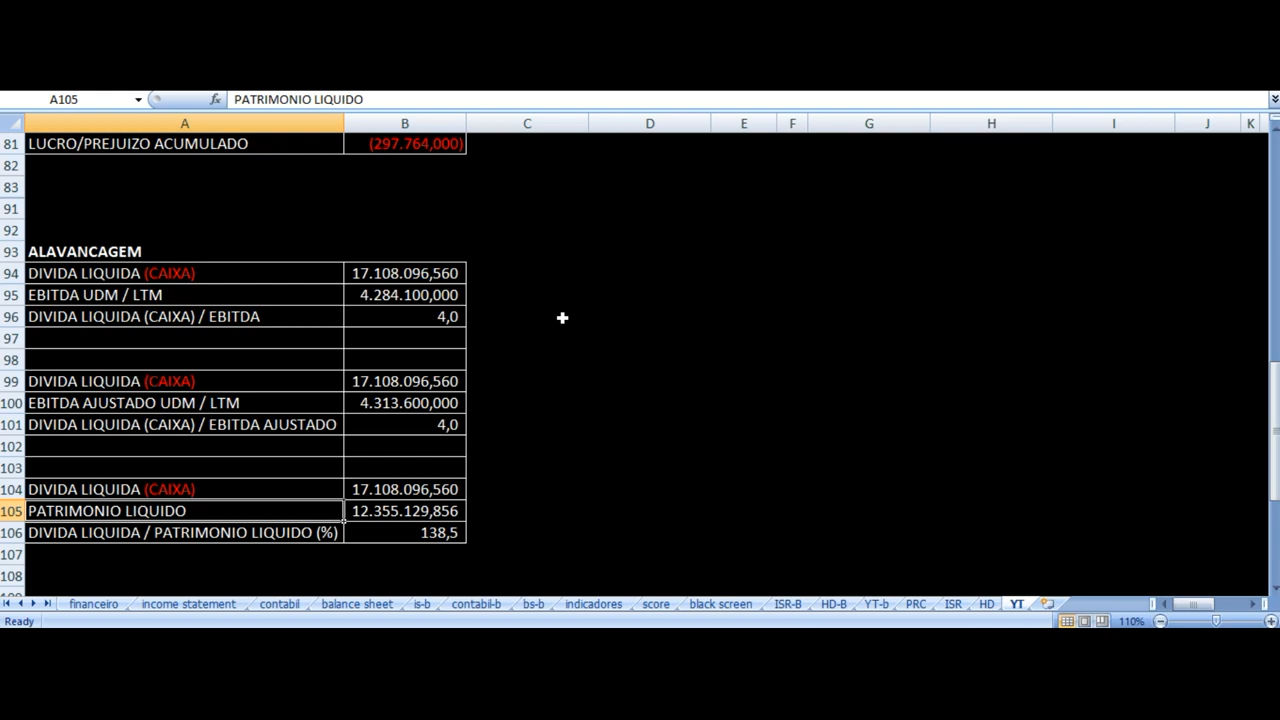 A105 fx PATRIMONIO LIQUIDO
A B C D E F G H I J K
81 LUCRO/PREJUIZO ACUMULADO (297.764,000)
82
83
91
92
93 ALAVANCAGEM
94 DIVIDA LIQUIDA (CAIXA) 17.108.096,560
95 EBITDA UDM / LTM 4.284.100,000
96 DIVIDA LIQUIDA (CAIXA) / EBITDA 4,0
97
98
99 DIVIDA LIQUIDA (CAIXA) 17.108.096,560
100 EBITDA AJUSTADO UDM / LTM 4.313.600,000
101 DIVIDA LIQUIDA (CAIXA) / EBITDA AJUSTADO 4,0
102
103
104 DIVIDA LIQUIDA (CAIXA) 17.108.096,560
105 PATRIMONIO LIQUIDO 12.355.129,856
106 DIVIDA LIQUIDA / PATRIMONIO LIQUIDO (%) 138,5
107
108
financeiro income statement contabil balance sheet is-b contabil-b bs-b indicadores score black screen ISR-B HD-B YT-b PRC ISR HD YT
Ready 110%